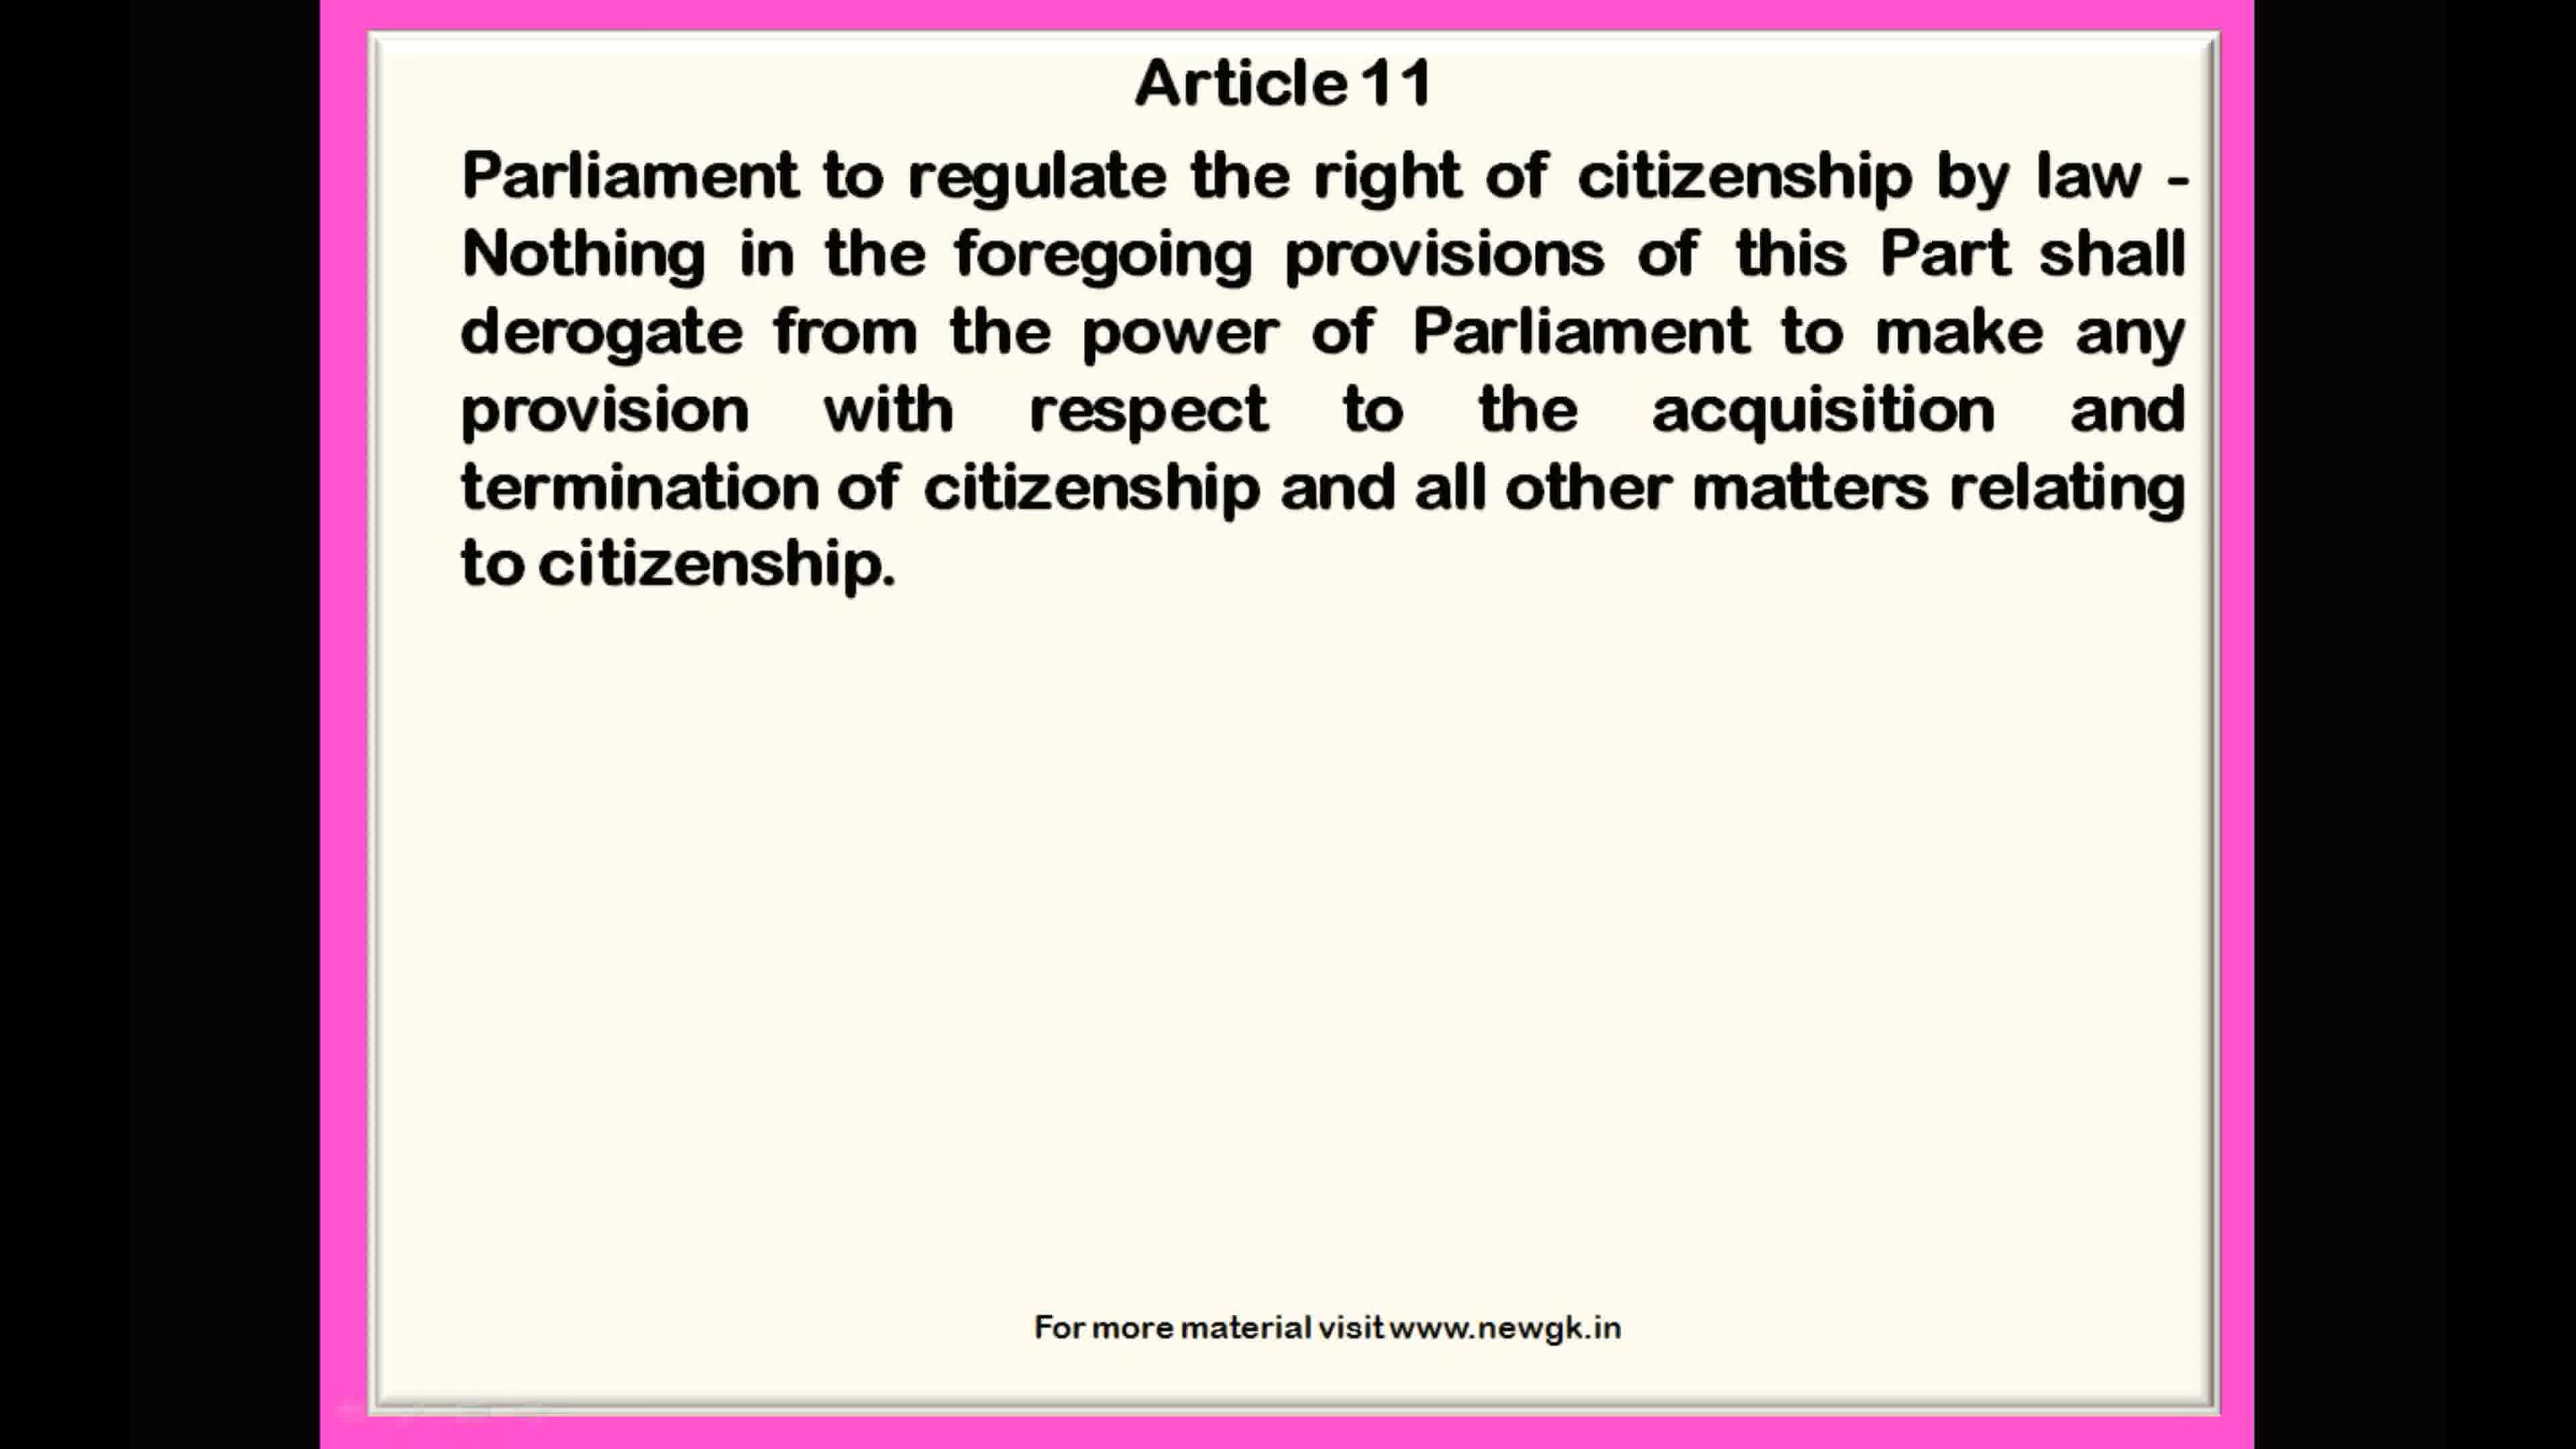 Article 11
Parliament to regulate the right of citizenship by law -
Nothing in the foregoing provisions of this Part shall
derogate from the power of Parliament to make any
provision with respect to the acquisition and
termination of citizenship and all other matters relating
to citizenship.
For more material visit www.newgk.in